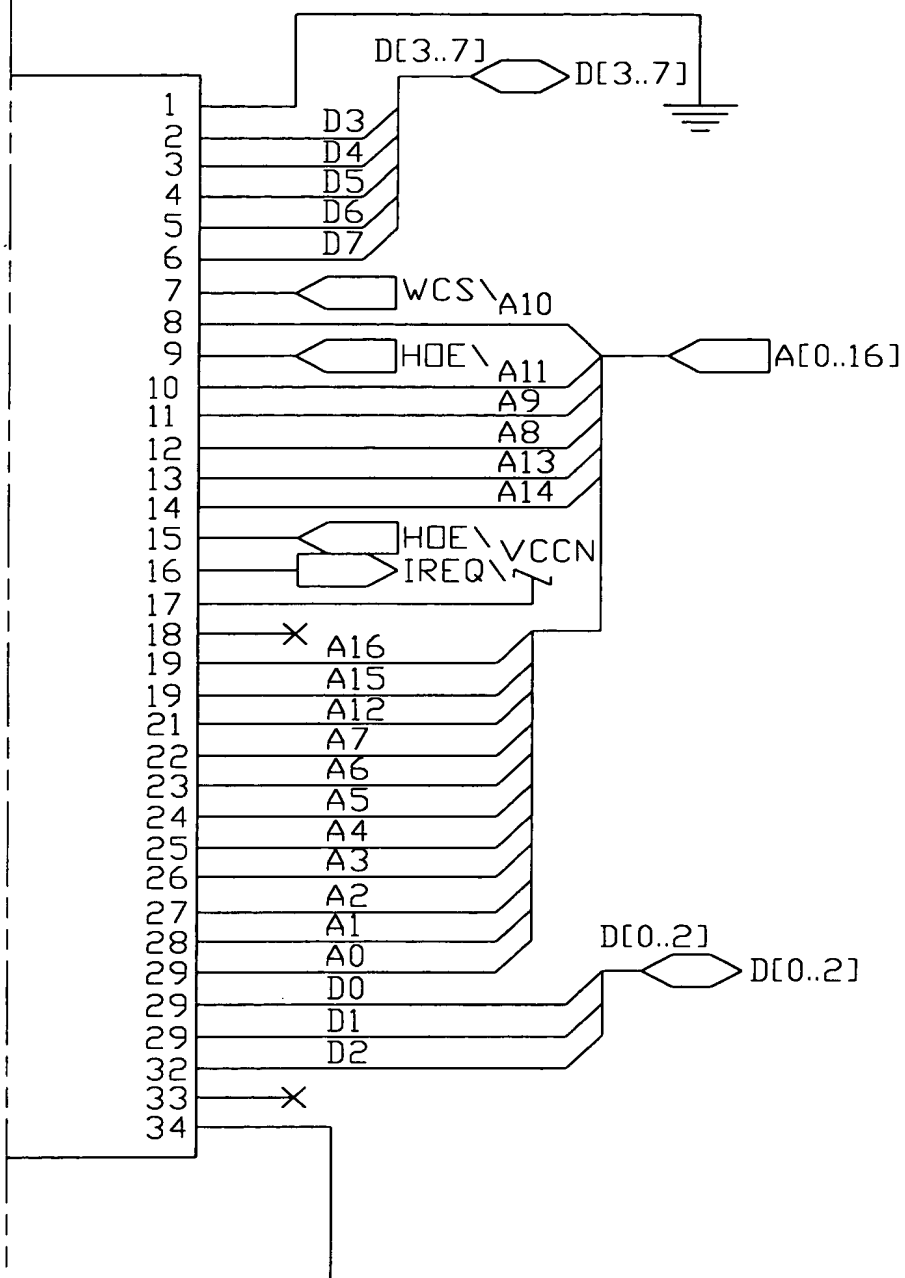 D[3..7]
D[3..7]
1
D3
2
D4
3
D5
4
D6
5
D7
6
7
WCS\
A10
8
9
HOE\
A[0..16]
A11
10
A9
11
A8
12
A13
13
A14
14
15
HOE\
VCCN
16
IREQ\
17
18
A16
19
A15
19
A12
21
A7
22
A6
23
A5
24
A4
25
A3
26
A2
27
A1
28
A0
29
D[0..2]
D[0..2]
D0
29
D1
29
D2
32
33
34